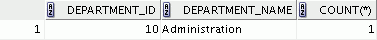 DEPARTMENT_ID DEPARTMENT_NAME COUNT(*)
1 10 Administration 1